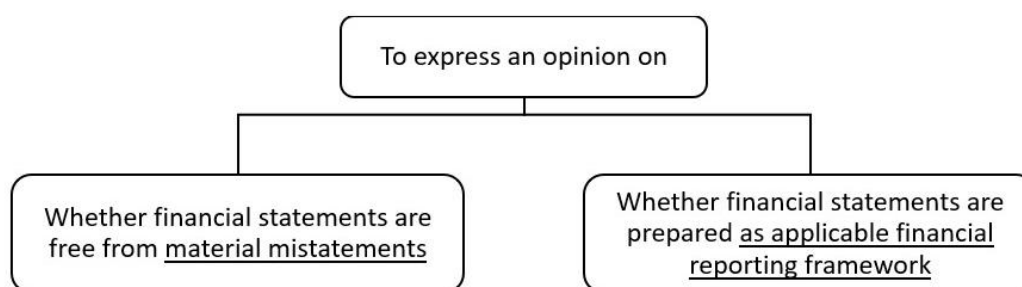 To express an opinion on
Whether financial statements are
free from material mistatements
Whether financial statements are
prepared as applicable financial
reporting framework